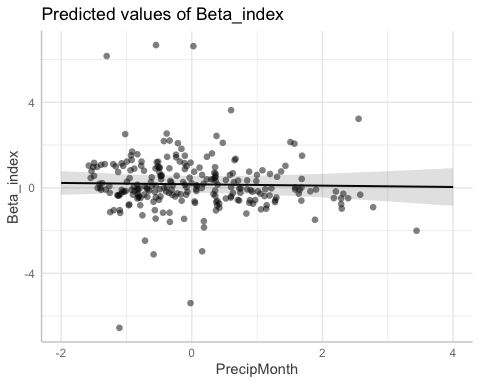 Predicted values of Beta_index
4
0
-4
Beta_index
-2
0
2
4
PrecipMonth